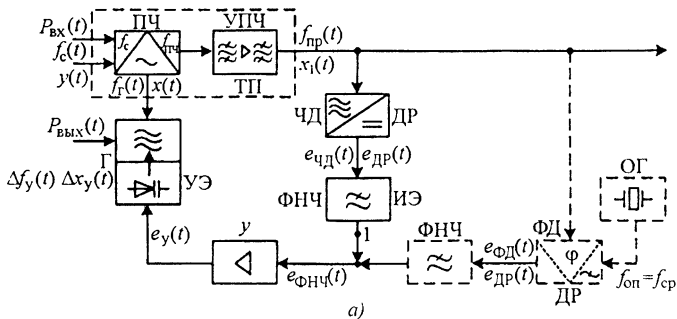 Pвх(t) ПЧ УПЧ fпр(t)
fc(t) fс fпч x1(t)
y(t) fГ(t) x(t) ТП
Pвых(t) ЧД ДР
Г eЧД(t) eДР(t)
Δfу(t) Δxу(t) УЭ ОГ
ФНЧ ИЭ ФНЧ ФД
eу(t) у 1 eФД(t) φ
eФНЧ(t) eДР(t) ДР fоп=fср
а)